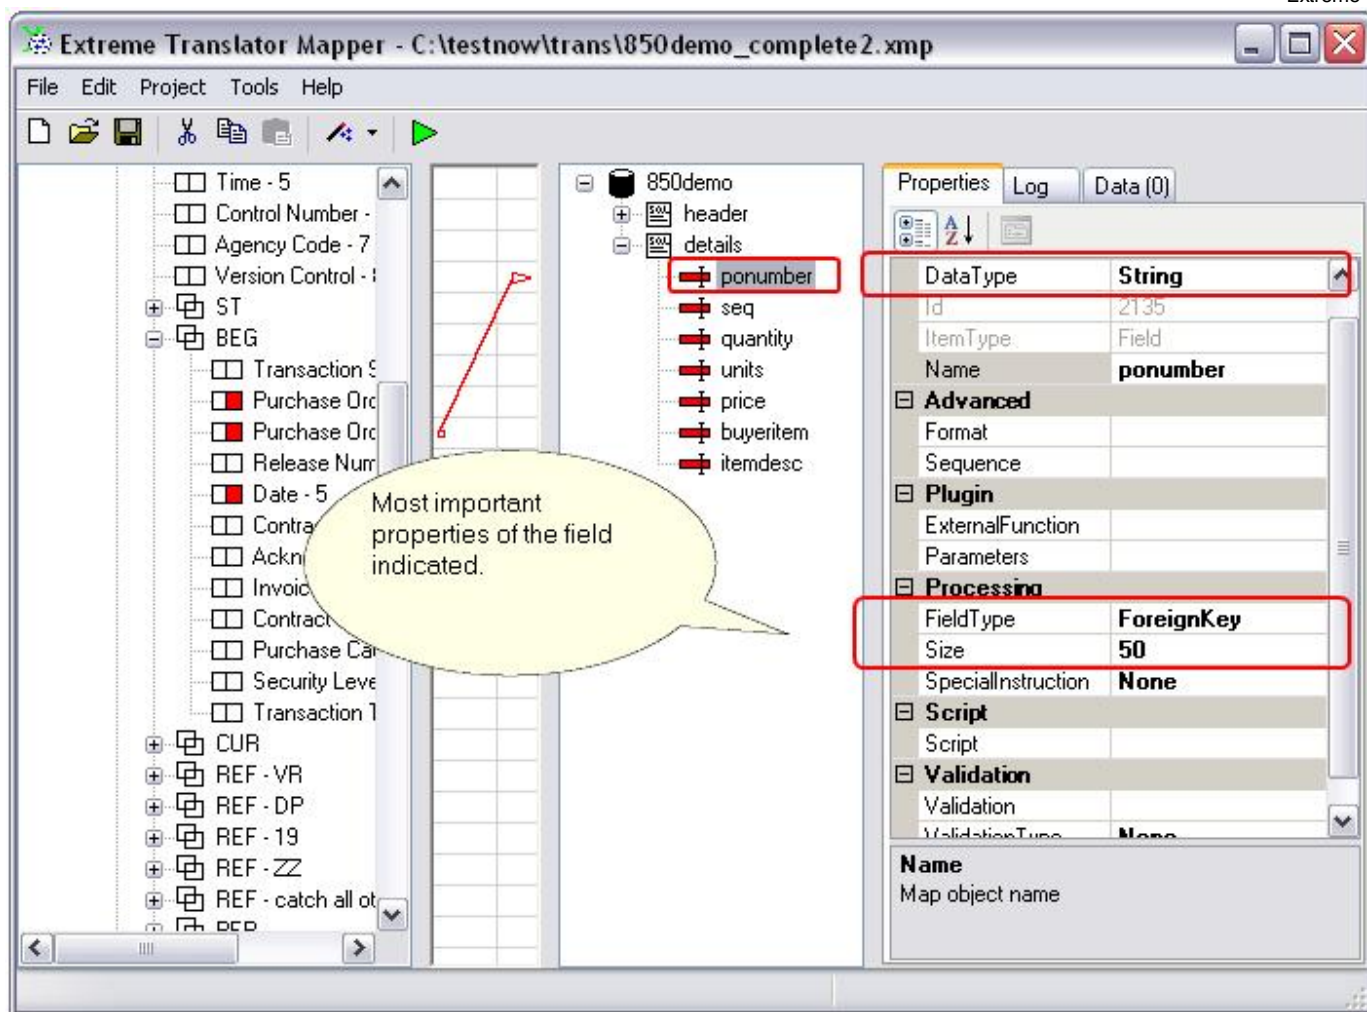 Extreme Translator Mapper - C:\testnow\trans\850demo_complete2.xmp
File Edit Project Tools Help
Time - 5
Control Number -
Agency Code - 7
Version Control -
ST
BEG
Transaction S
Purchase Orc
Purchase Orc
Release Num
Date - 5
Contra
Ackn
Invoic
Contract
Purchase Ca
Security Leve
Transaction T
CUR
REF - VR
REF - DP
REF - 19
REF - ZZ
REF - catch all ot
850demo
header
details
ponumber
seq
quantity
units
price
buyeritem
itemdesc
Most important
properties of the field
indicated.
Properties Log Data (0)
DataType String
Id 2135
ItemType Field
Name ponumber
Advanced
Format
Sequence
Plugin
ExternalFunction
Parameters
Processing
FieldType ForeignKey
Size 50
SpecialInstruction None
Script
Script
Validation
Validation
ValidationType None
Name
Map object name